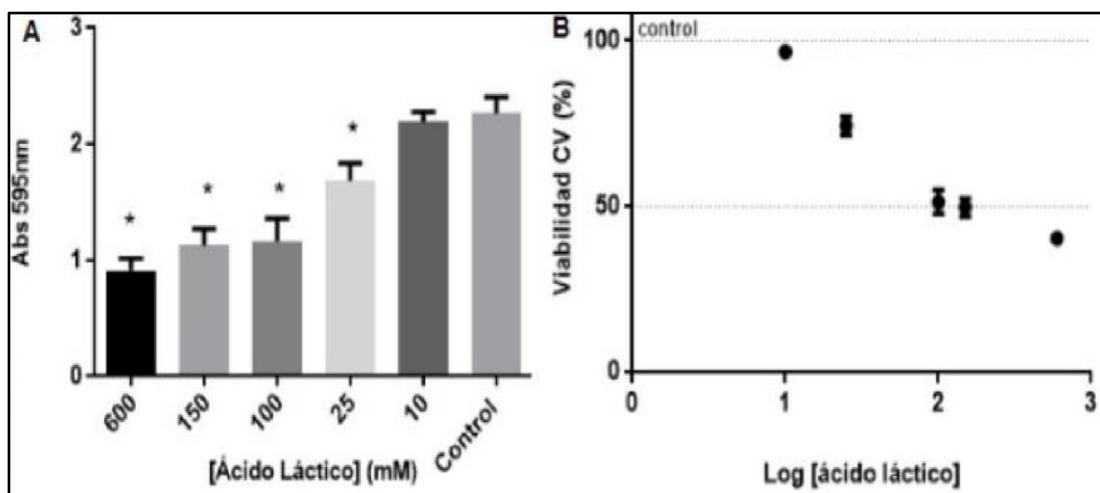 A
3
2
1
0
Abs 595nm
*
*
*
*
600
150
100
25
10
Control
[Ácido Láctico] (mM)
B
control
100
50
0
Viabilidad CV (%)
0
1
2
3
Log [ácido láctico]